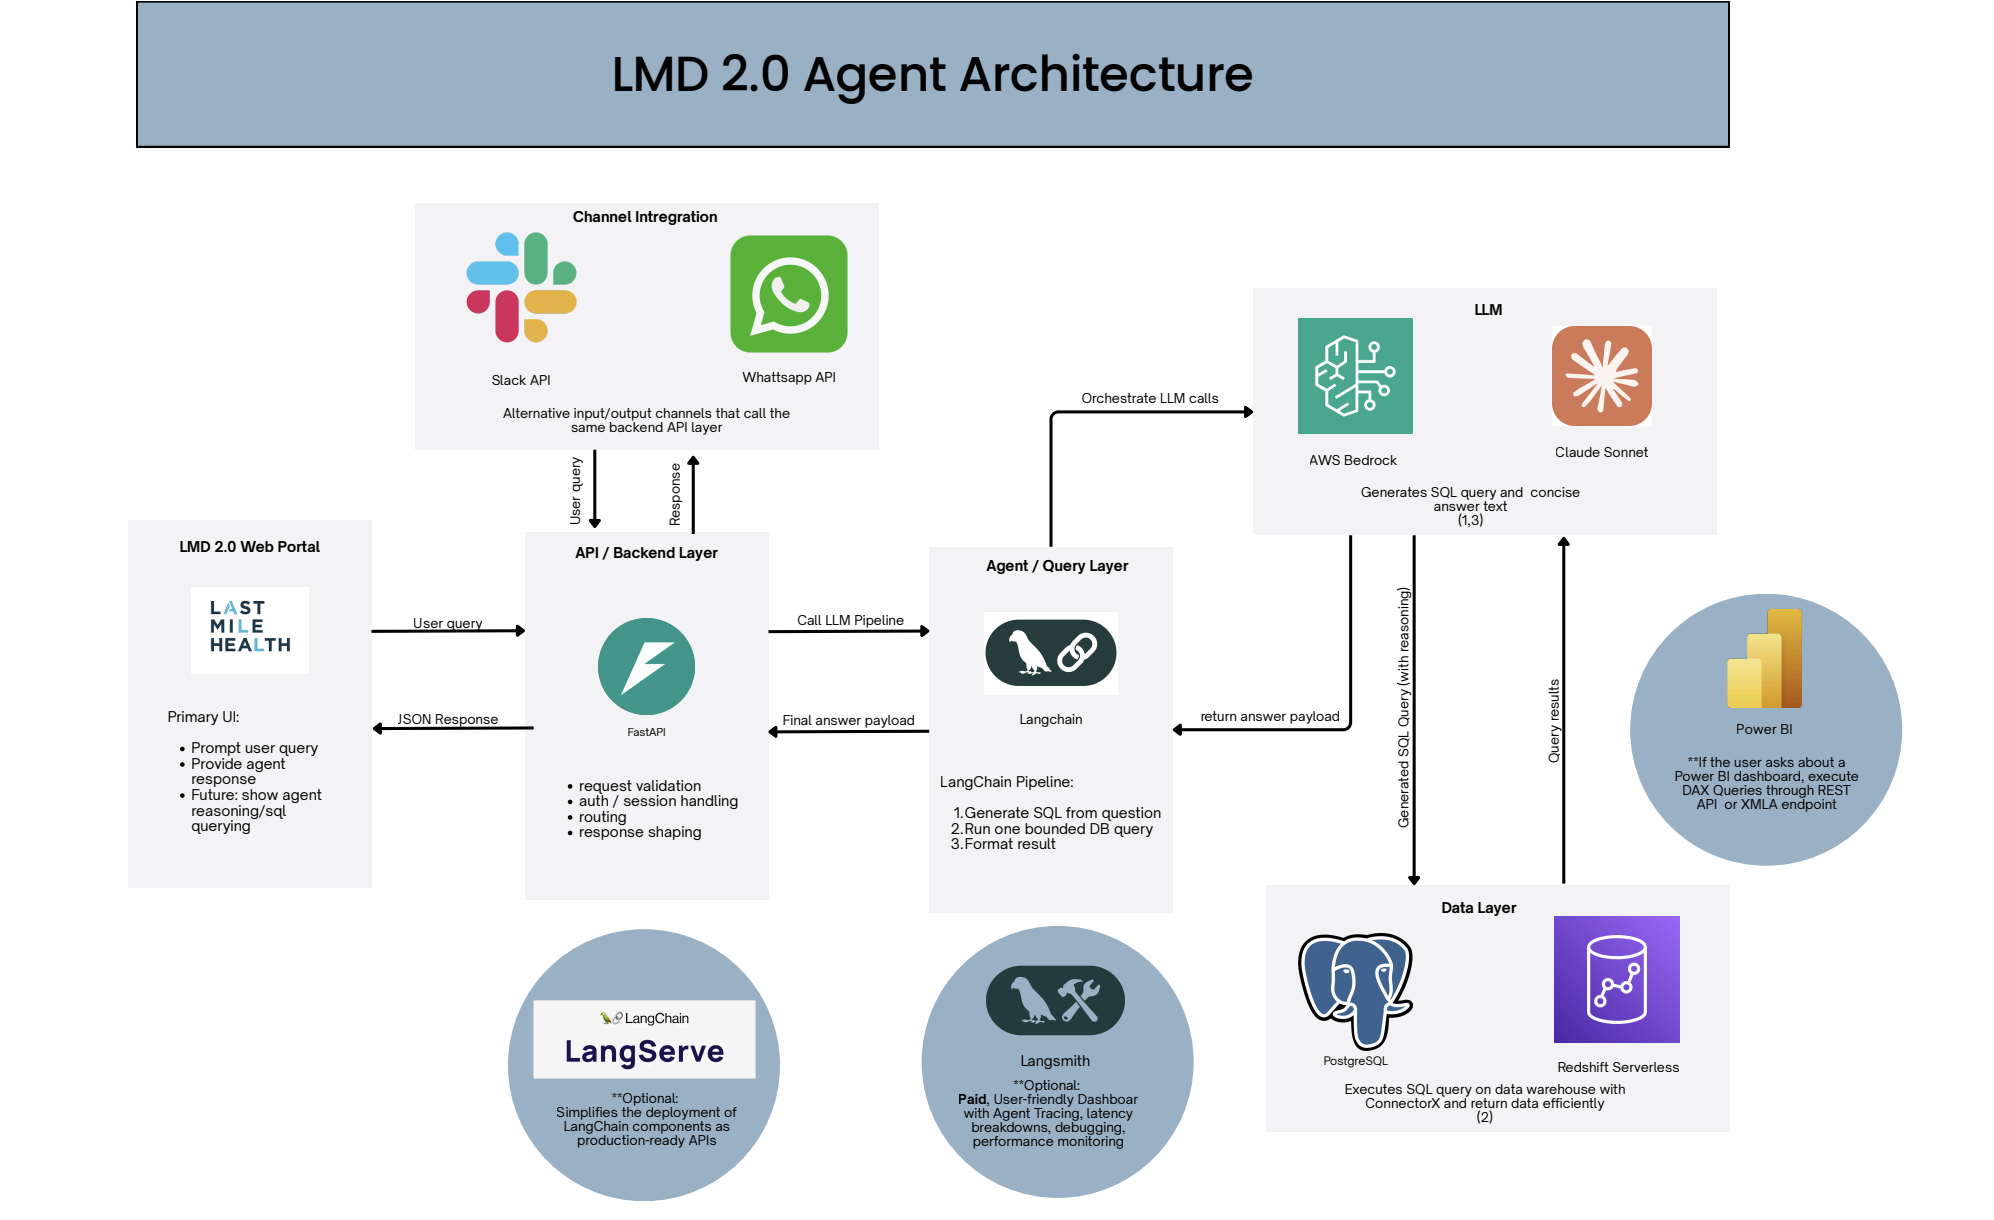 LMD 2.0 Agent Architecture
Channel Intregration
Slack API
Whattsapp API
Alternative input/output channels that call the
same backend API layer
User query
Response
LLM
AWS Bedrock
Claude Sonnet
Generates SQL query and concise
answer text
(1,3)
Orchestrate LLM calls
LMD 2.0 Web Portal
LAST
MILE
HEALTH
Primary UI:
• Prompt user query
• Provide agent
response
• Future: show agent
reasoning/sql
querying
User query
JSON Response
API / Backend Layer
FastAPI
• request validation
• auth / session handling
• routing
• response shaping
Call LLM Pipeline
Final answer payload
Agent / Query Layer
Langchain
LangChain Pipeline:
1. Generate SQL from question
2. Run one bounded DB query
3. Format result
return answer payload
Generated SQL Query (with reasoning)
Query results
Power BI
**If the user asks about a
Power BI dashboard, execute
DAX Queries through REST
API or XMLA endpoint
Data Layer
PostgreSQL
Redshift Serverless
Executes SQL query on data warehouse with
ConnectorX and return data efficiently
(2)
LangChain
LangServe
**Optional:
Simplifies the deployment of
LangChain components as
production-ready APIs
Langsmith
**Optional:
Paid, User-friendly Dashboar
with Agent Tracing, latency
breakdowns, debugging,
performance monitoring